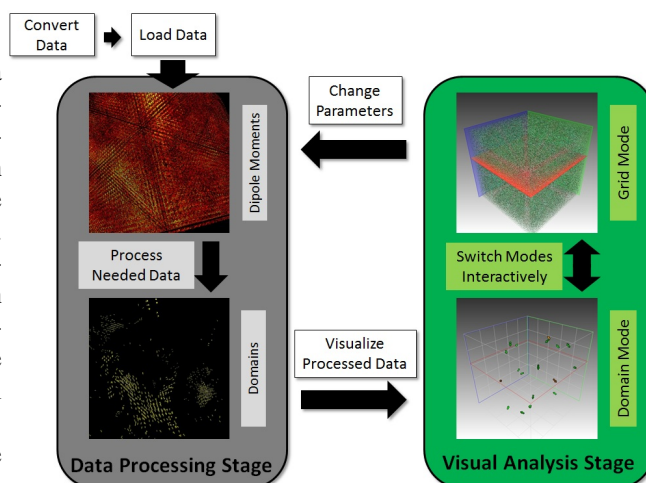 Convert
Data
Load Data
Dipole Moments
Process
Needed Data
Domains
Data Processing Stage
Change
Parameters
Visualize
Processed Data
Grid Mode
Switch Modes
Interactively
Domain Mode
Visual Analysis Stage